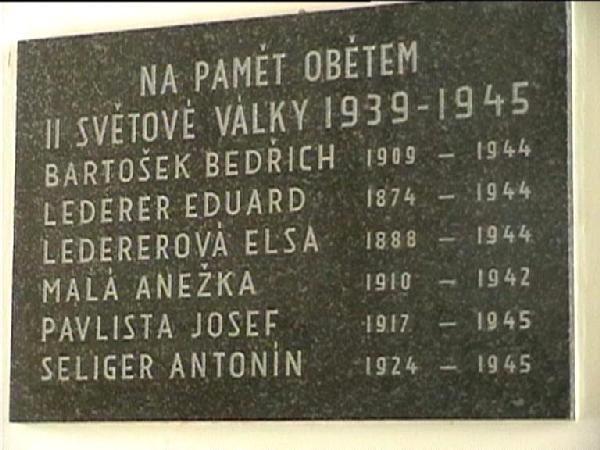 NA PAMĚT OBĚTEM
II SVĚTOVÉ VÁLKY 1939-1945
BARTOŠEK BEDŘICH 1909 - 1944
LEDERER EDUARD 1874 - 1944
LEDEREROVÁ ELSA 1888 - 1944
MALÁ ANEŽKA 1910 - 1942
PAVLISTA JOSEF 1917 - 1945
SELIGER ANTONÍN 1924 - 1945